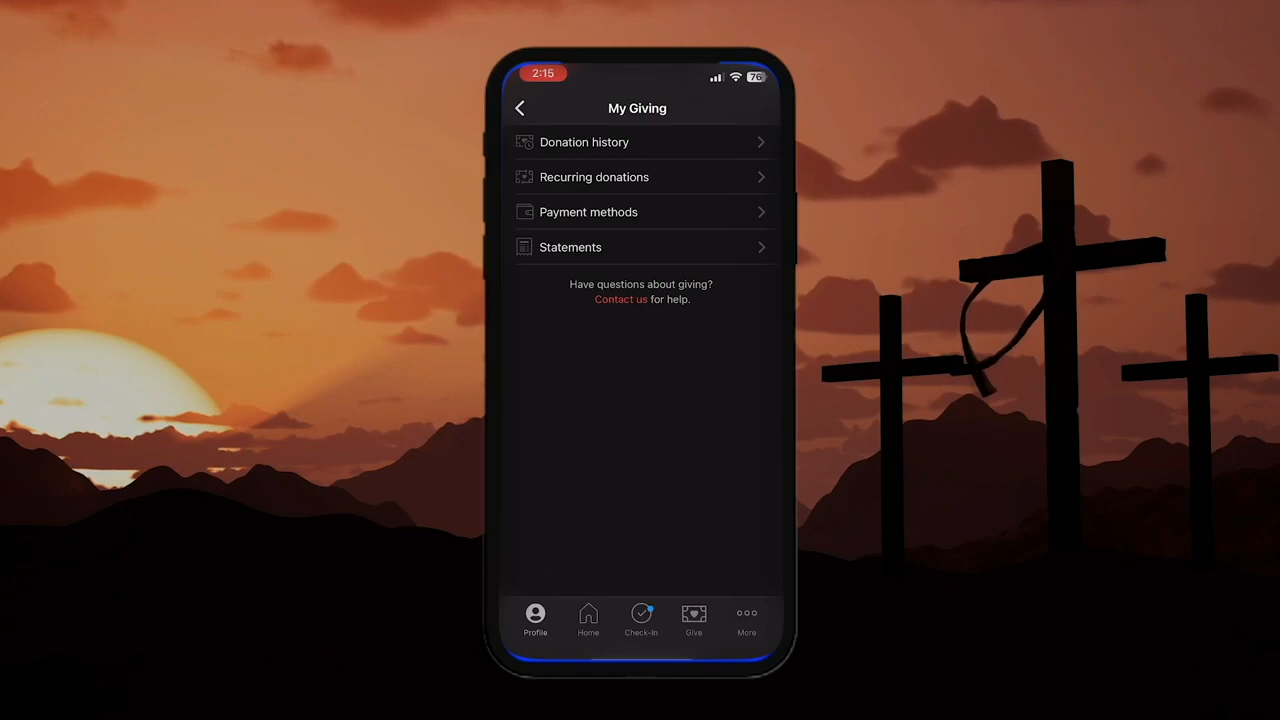 2:15
76
My Giving
Donation history
Recurring donations
Payment methods
Statements
Have questions about giving?
Contact us for help.
Profile
Home
Check-In
Give
More